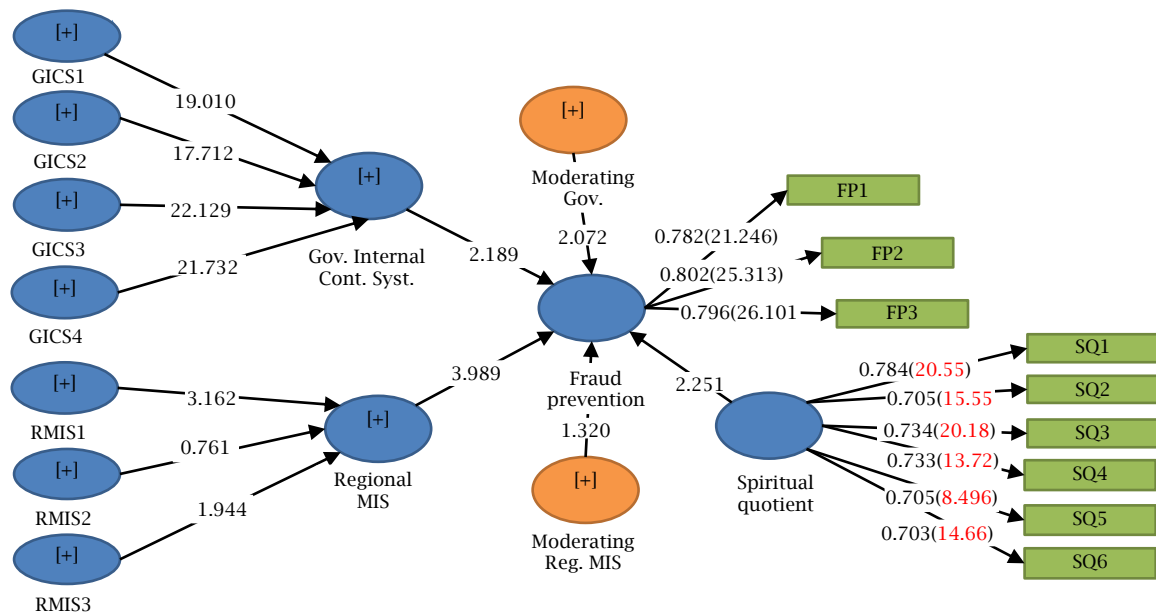 [+]
GICS1
[+]
GICS2
[+]
GICS3
[+]
GICS4
19.010
17.712
22.129
21.732
[+]
Gov. Internal
Cont. Syst.
2.189
[+]
RMIS1
[+]
RMIS2
[+]
RMIS3
3.162
0.761
1.944
[+]
Regional
MIS
3.989
[+]
Moderating
Gov.
2.072
Fraud
prevention
1.320
[+]
Moderating
Reg. MIS
0.782(21.246)
0.802(25.313)
0.796(26.101
FP1
FP2
FP3
2.251
Spiritual
quotient
0.784(20.55)
0.705(15.55
0.734(20.18)
0.733(13.72)
0.705(8.496)
0.703(14.66)
SQ1
SQ2
SQ3
SQ4
SQ5
SQ6